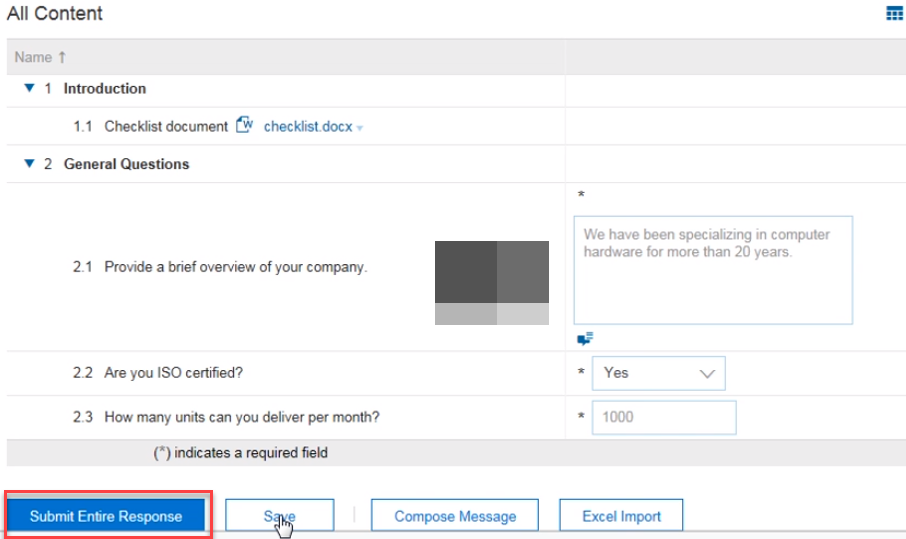 All Content
Name ↑
1 Introduction
1.1 Checklist document checklist.docx
2 General Questions
*
2.1 Provide a brief overview of your company.
We have been specializing in computer
hardware for more than 20 years.
2.2 Are you ISO certified? * Yes
2.3 How many units can you deliver per month? * 1000
(*) indicates a required field
Submit Entire Response Save Compose Message Excel Import